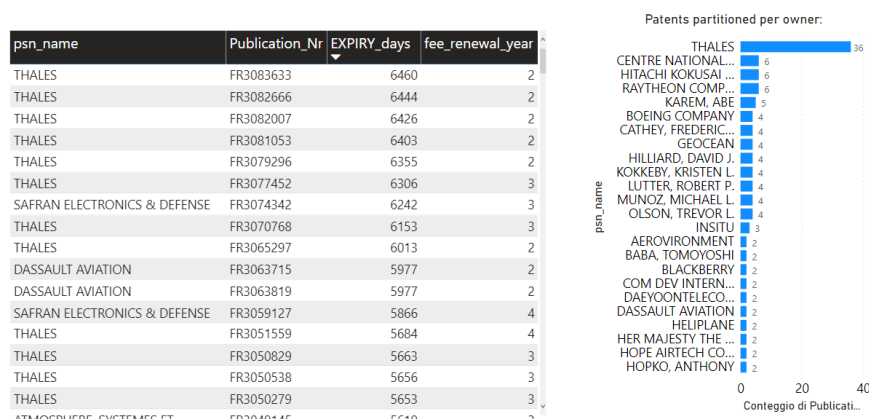 psn_name Publication_Nr EXPIRY_days fee_renewal_year
THALES FR3083633 6460 2
THALES FR3082666 6444 2
THALES FR3082007 6426 2
THALES FR3081053 6403 2
THALES FR3079296 6355 2
THALES FR3077452 6306 3
SAFRAN ELECTRONICS & DEFENSE FR3074342 6242 3
THALES FR3070768 6153 3
THALES FR3065297 6013 2
DASSAULT AVIATION FR3063715 5977 2
DASSAULT AVIATION FR3063819 5977 2
SAFRAN ELECTRONICS & DEFENSE FR3059127 5866 4
THALES FR3051559 5684 4
THALES FR3050829 5663 3
THALES FR3050538 5656 3
THALES FR3050279 5653 3
Patents partitioned per owner:
THALES 36
CENTRE NATIONAL... 6
HITACHI KOKUSAI ... 6
RAYTHEON COMP... 6
KAREM, ABE 5
BOEING COMPANY 4
CATHEY, FREDERIC... 4
GEOCEAN 4
HILLIARD, DAVID J. 4
KOKKEBY, KRISTEN L. 4
LUTTER, ROBERT P. 4
MUNOZ, MICHAEL L. 4
OLSON, TREVOR L. 4
INSITU 3
AEROVIRONMENT 2
BABA, TOMOYOSHI 2
BLACKBERRY 2
COM DEV INTERN... 2
DAEYOONTELECO... 2
DASSAULT AVIATION 2
HELIPLANE 2
HER MAJESTY THE ... 2
HOPE AIRTECH CO... 2
HOPKO, ANTHONY 2
psn_name
0 20 40
Conteggio di Publicati...